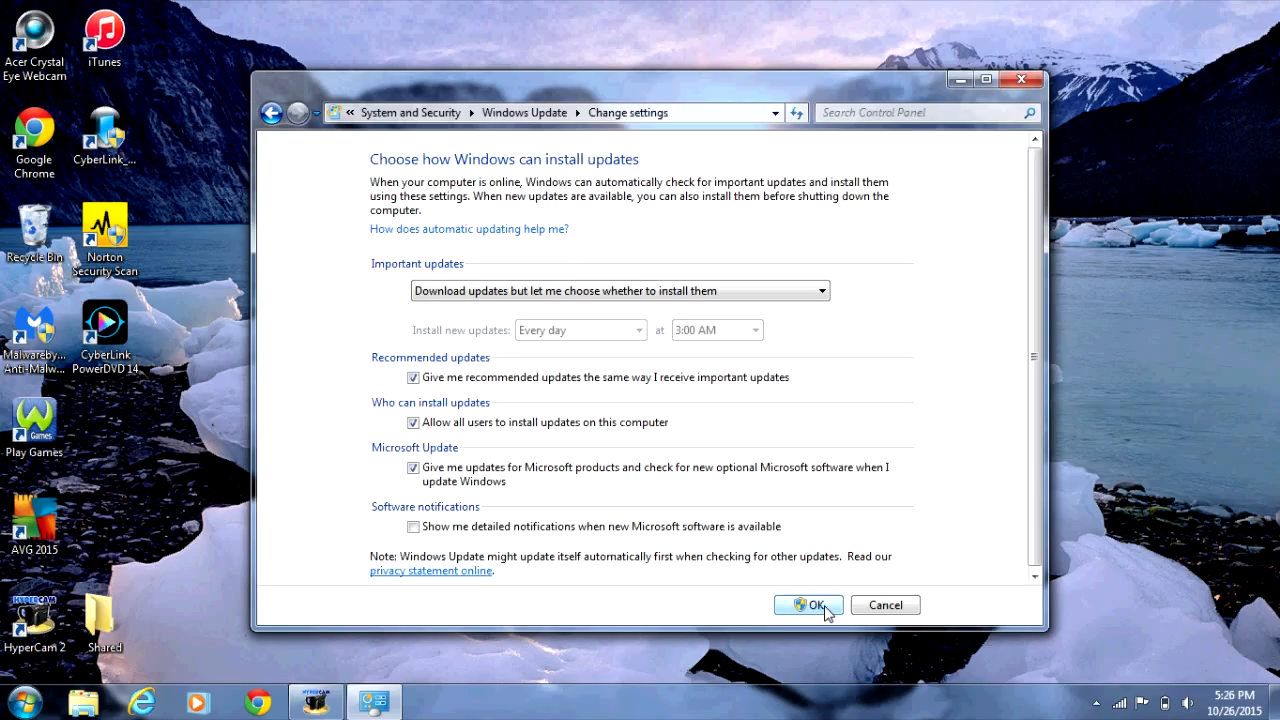 Acer Crystal
Eye Webcam
iTunes
Google
Chrome
CyberLink_...
Recycle Bin
Norton
Security Scan
Malwareby...
Anti-Malw...
CyberLink
PowerDVD 14
Games
Play Games
AVG 2015
HYPERCAM
HyperCam 2
Shared
« System and Security Windows Update Change settings
Search Control Panel
Choose how Windows can install updates
When your computer is online, Windows can automatically check for important updates and install them
using these settings. When new updates are available, you can also install them before shutting down the
computer.
How does automatic updating help me?
Important updates
Download updates but let me choose whether to install them
Install new updates: Every day at 3:00 AM
Recommended updates
Give me recommended updates the same way I receive important updates
Who can install updates
Allow all users to install updates on this computer
Microsoft Update
Give me updates for Microsoft products and check for new optional Microsoft software when I
update Windows
Software notifications
Show me detailed notifications when new Microsoft software is available
Note: Windows Update might update itself automatically first when checking for other updates. Read our
privacy statement online.
OK
Cancel
HYPERCAM
5:26 PM
10/26/2015